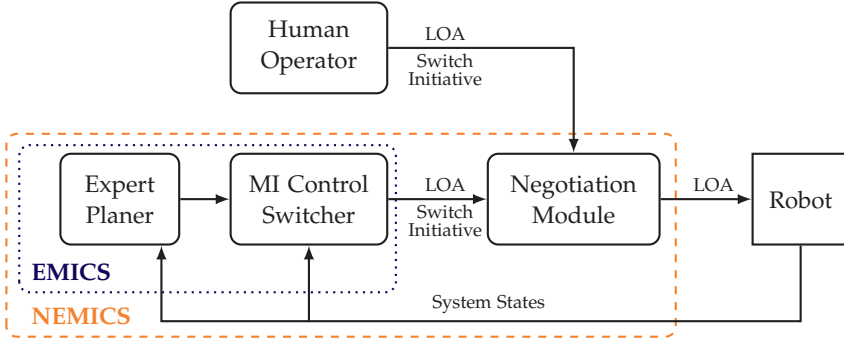 Human
Operator
LOA
Switch
Initiative
Expert
Planer
MI Control
Switcher
LOA
Switch
Initiative
Negotiation
Module
LOA
Robot
EMICS
System States
NEMICS